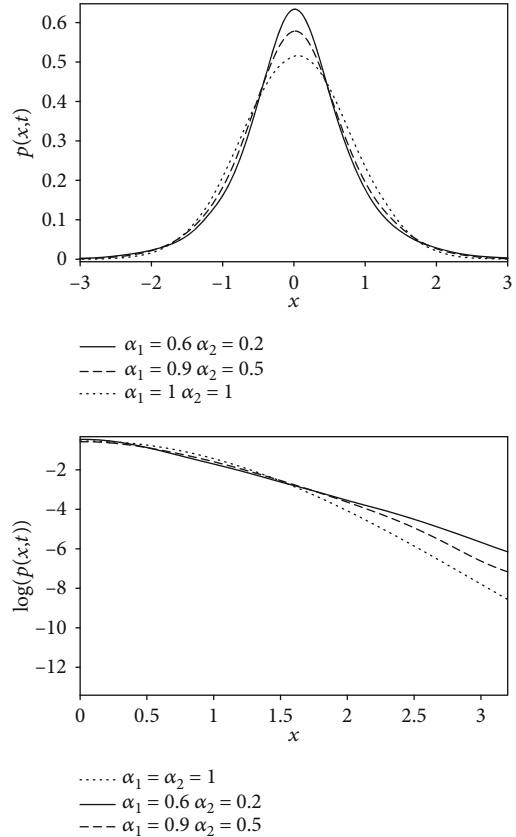 0.6
0.5
0.4
0.3
0.2
0.1
0
p(x,t)
−3 −2 −1 0 1 2 3
x
α1 = 0.6 α2 = 0.2
α1 = 0.9 α2 = 0.5
α1 = 1 α2 = 1
−2
−4
−6
−8
−10
−12
log(p(x,t))
0 0.5 1 1.5 2 2.5 3
x
α1 = α2 = 1
α1 = 0.6 α2 = 0.2
α1 = 0.9 α2 = 0.5